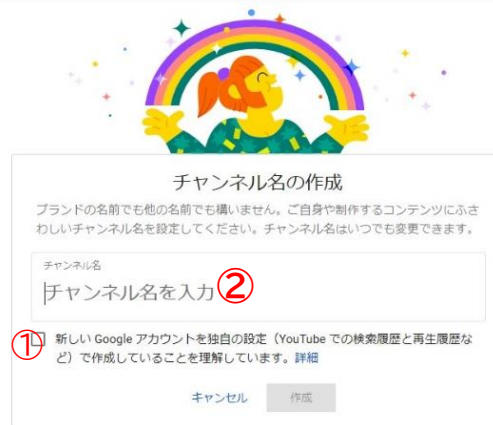 チャンネル名の作成
ブランドの名前でも他の名前でも構いません。ご自身や制作するコンテンツにふさ
わしいチャンネル名を設定してください。チャンネル名はいつでも変更できます。
チャンネル名
チャンネル名を入力 ②
① 新しい Google アカウントを独自の設定（YouTube での検索履歴と再生履歴な
ど）で作成していることを理解しています。詳細
キャンセル 作成